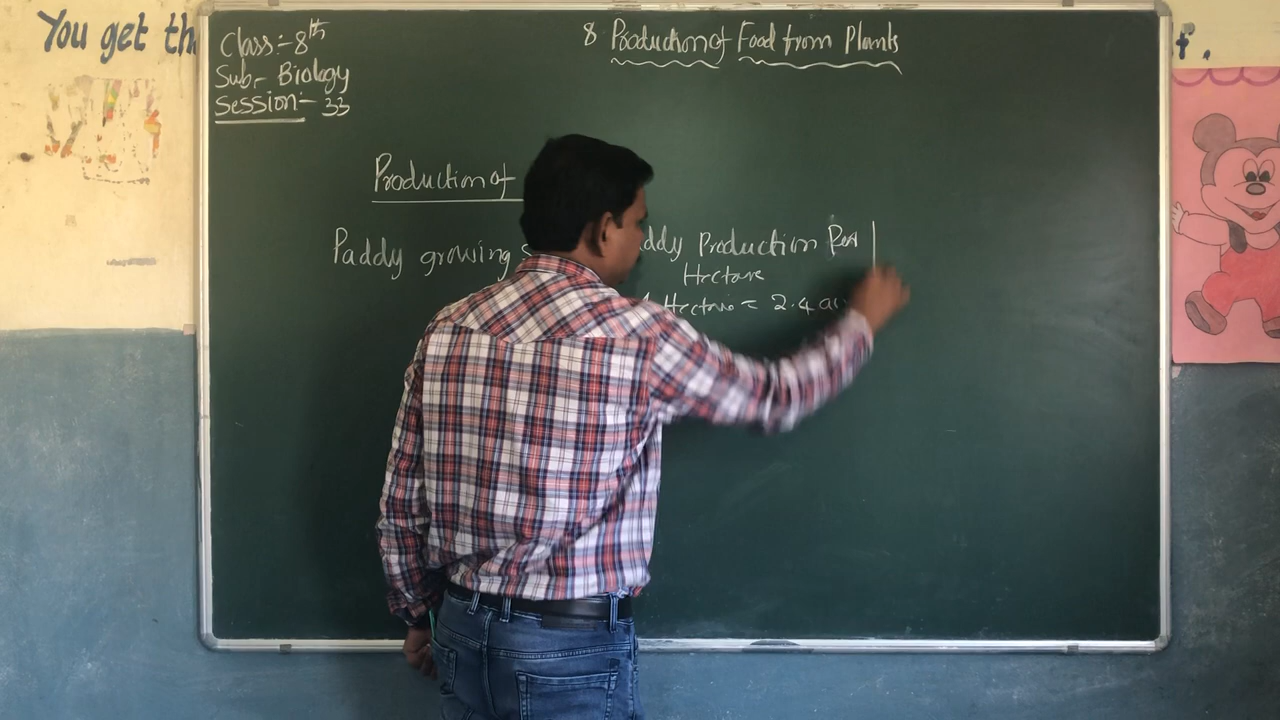 You get th
f.
Class:- 8th
Sub:- Biology
Session:- 33
8 Production of Food from Plants
Production of
Paddy growing
ddy Production Per
Hectare
Hectare = 2.4